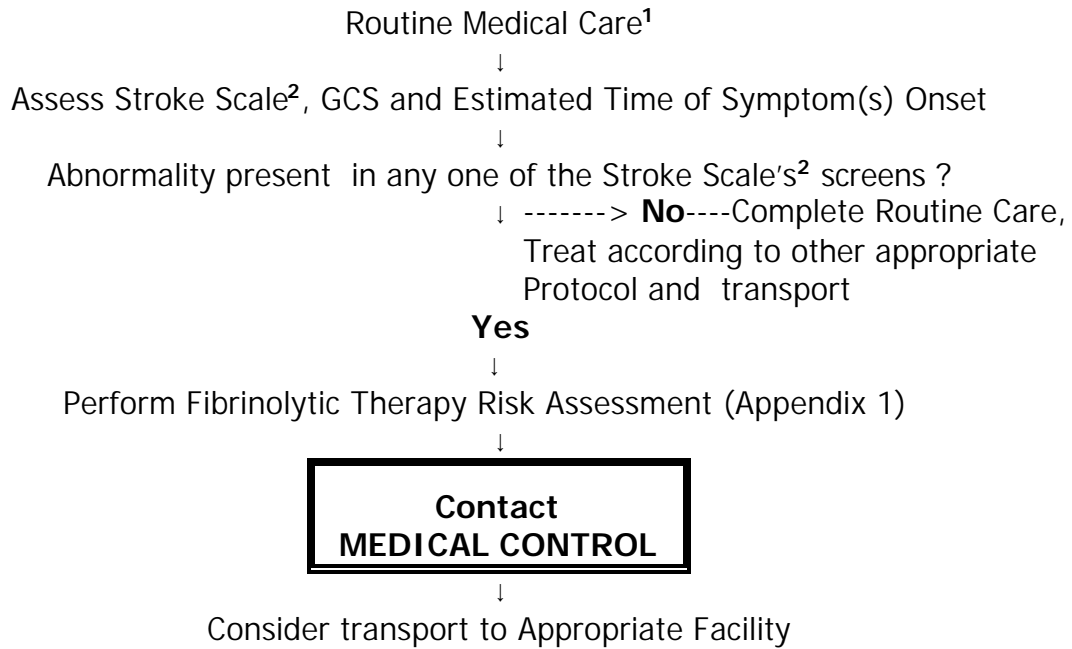 Routine Medical Care¹
↓
Assess Stroke Scale², GCS and Estimated Time of Symptom(s) Onset
↓
Abnormality present in any one of the Stroke Scale's² screens ?
↓ -------> No----Complete Routine Care,
Treat according to other appropriate
Protocol and transport
Yes
↓
Perform Fibrinolytic Therapy Risk Assessment (Appendix 1)
↓
Contact
MEDICAL CONTROL
↓
Consider transport to Appropriate Facility